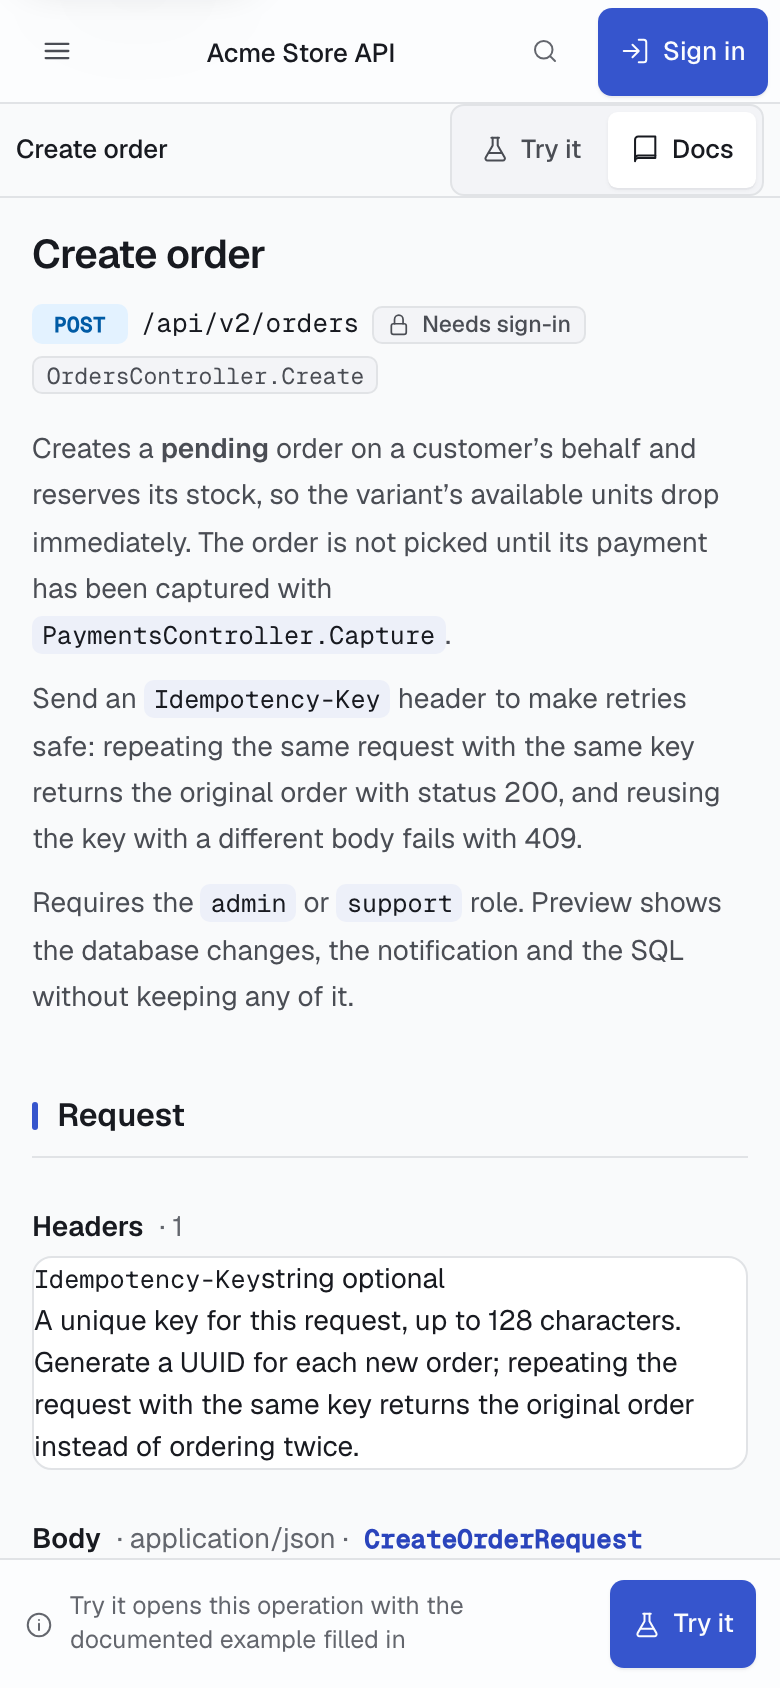 Acme Store API
Sign in
Create order
Try it
Docs
Create order
POST /api/v2/orders Needs sign-in
OrdersController.Create
Creates a pending order on a customer’s behalf and
reserves its stock, so the variant’s available units drop
immediately. The order is not picked until its payment
has been captured with
PaymentsController.Capture.
Send an Idempotency-Key header to make retries
safe: repeating the same request with the same key
returns the original order with status 200, and reusing
the key with a different body fails with 409.
Requires the admin or support role. Preview shows
the database changes, the notification and the SQL
without keeping any of it.
Request
Headers · 1
Idempotency-Keystring optional
A unique key for this request, up to 128 characters.
Generate a UUID for each new order; repeating the
request with the same key returns the original order
instead of ordering twice.
Body · application/json · CreateOrderRequest
Try it opens this operation with the
documented example filled in
Try it